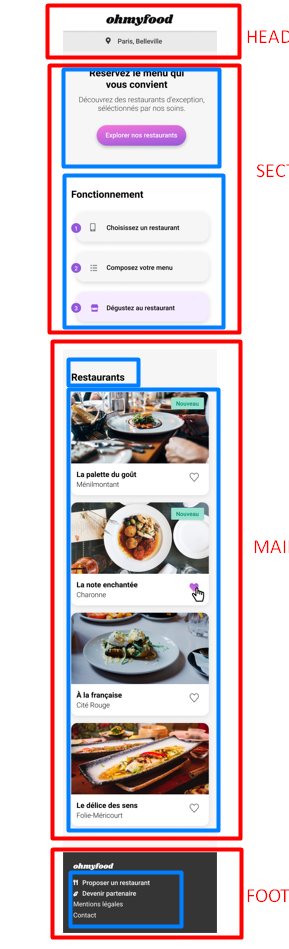 ohmyfood
HEAD
Paris, Belleville
Réservez le menu qui
vous convient
Découvrez des restaurants d'exception,
séléctionnés par nos soins.
Explorer nos restaurants
SECT
Fonctionnement
1 Choisissez un restaurant
2 Composez votre menu
3 Dégustez au restaurant
Restaurants
Nouveau
La palette du goût
Ménilmontant
Nouveau
MAI
La note enchantée
Charonne
À la française
Cité Rouge
Le délice des sens
Folie-Méricourt
ohmyfood
Proposer un restaurant
Devenir partenaire
FOOT
Mentions légales
Contact